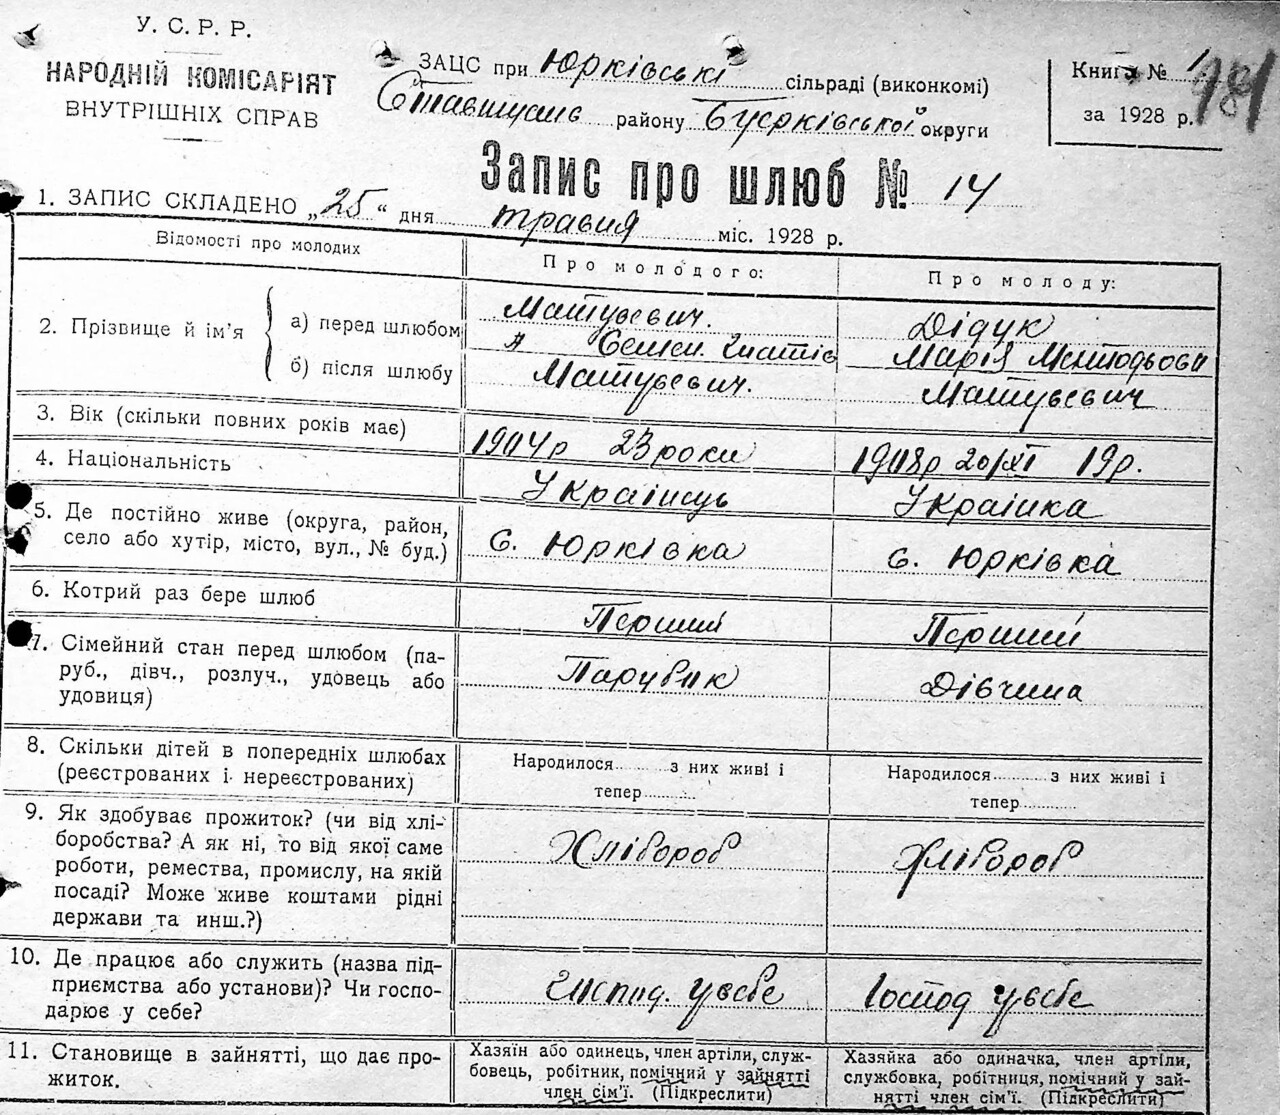 У. С. Р. Р.
НАРОДНІЙ КОМІСАРІЯТ
ВНУТРІШНІХ СПРАВ
ЗАЦС при Юрківські сільраді (виконкомі)
району округи
Книга № 1
181
за 1928 р.
Запис про шлюб № 14
1. ЗАПИС СКЛАДЕНО „25“ дня травня міс. 1928 р.
Відомості про молодих
Про молодого:
Про молоду:
2. Прізвище й ім’я
а) перед шлюбом
б) після шлюбу
Матусевич.
Семен.
Матусевич.
Дідук
Марія
Матусевич
3. Вік (скільки повних років має)
1904р 23 роки
1908р 20/XI 19р.
4. Національність
Українець
Українка
5. Де постійно живе (округа, район,
село або хутір, місто, вул., № буд.)
с. Юрківка
с. Юрківка
6. Котрий раз бере шлюб
Перший
Перший
7. Сімейний стан перед шлюбом (па-
руб., дівч., розлуч., удовець або
удовиця)
Парубик
Дівчина
8. Скільки дітей в попередніх шлюбах
(реєстрованих і нереєстрованих)
Народилося......... з них живі і
тепер............
Народилося......... з них живі і
тепер............
9. Як здобуває прожиток? (чи від хлі-
боробства? А як ні, то від якої саме
роботи, ремества, промислу, на якій
посаді? Може живе коштами рідні
держави та инш.?)
Хлібороб
Хлібороб
10. Де працює або служить (назва під-
приємства або установи)? Чи госпо-
дарює у себе?
Господ. у себе
Господ у себе
11. Становище в зайнятті, що дає про-
житок.
Хазяїн або одинець, член артіли, служ-
бовець, робітник, помічний у зайнятті
член сім’ї. (Підкреслити)
Хазяйка або одиначка, член артіли,
службовка, робітниця, помічний у зай-
нятті член сім’ї. (Підкреслити)